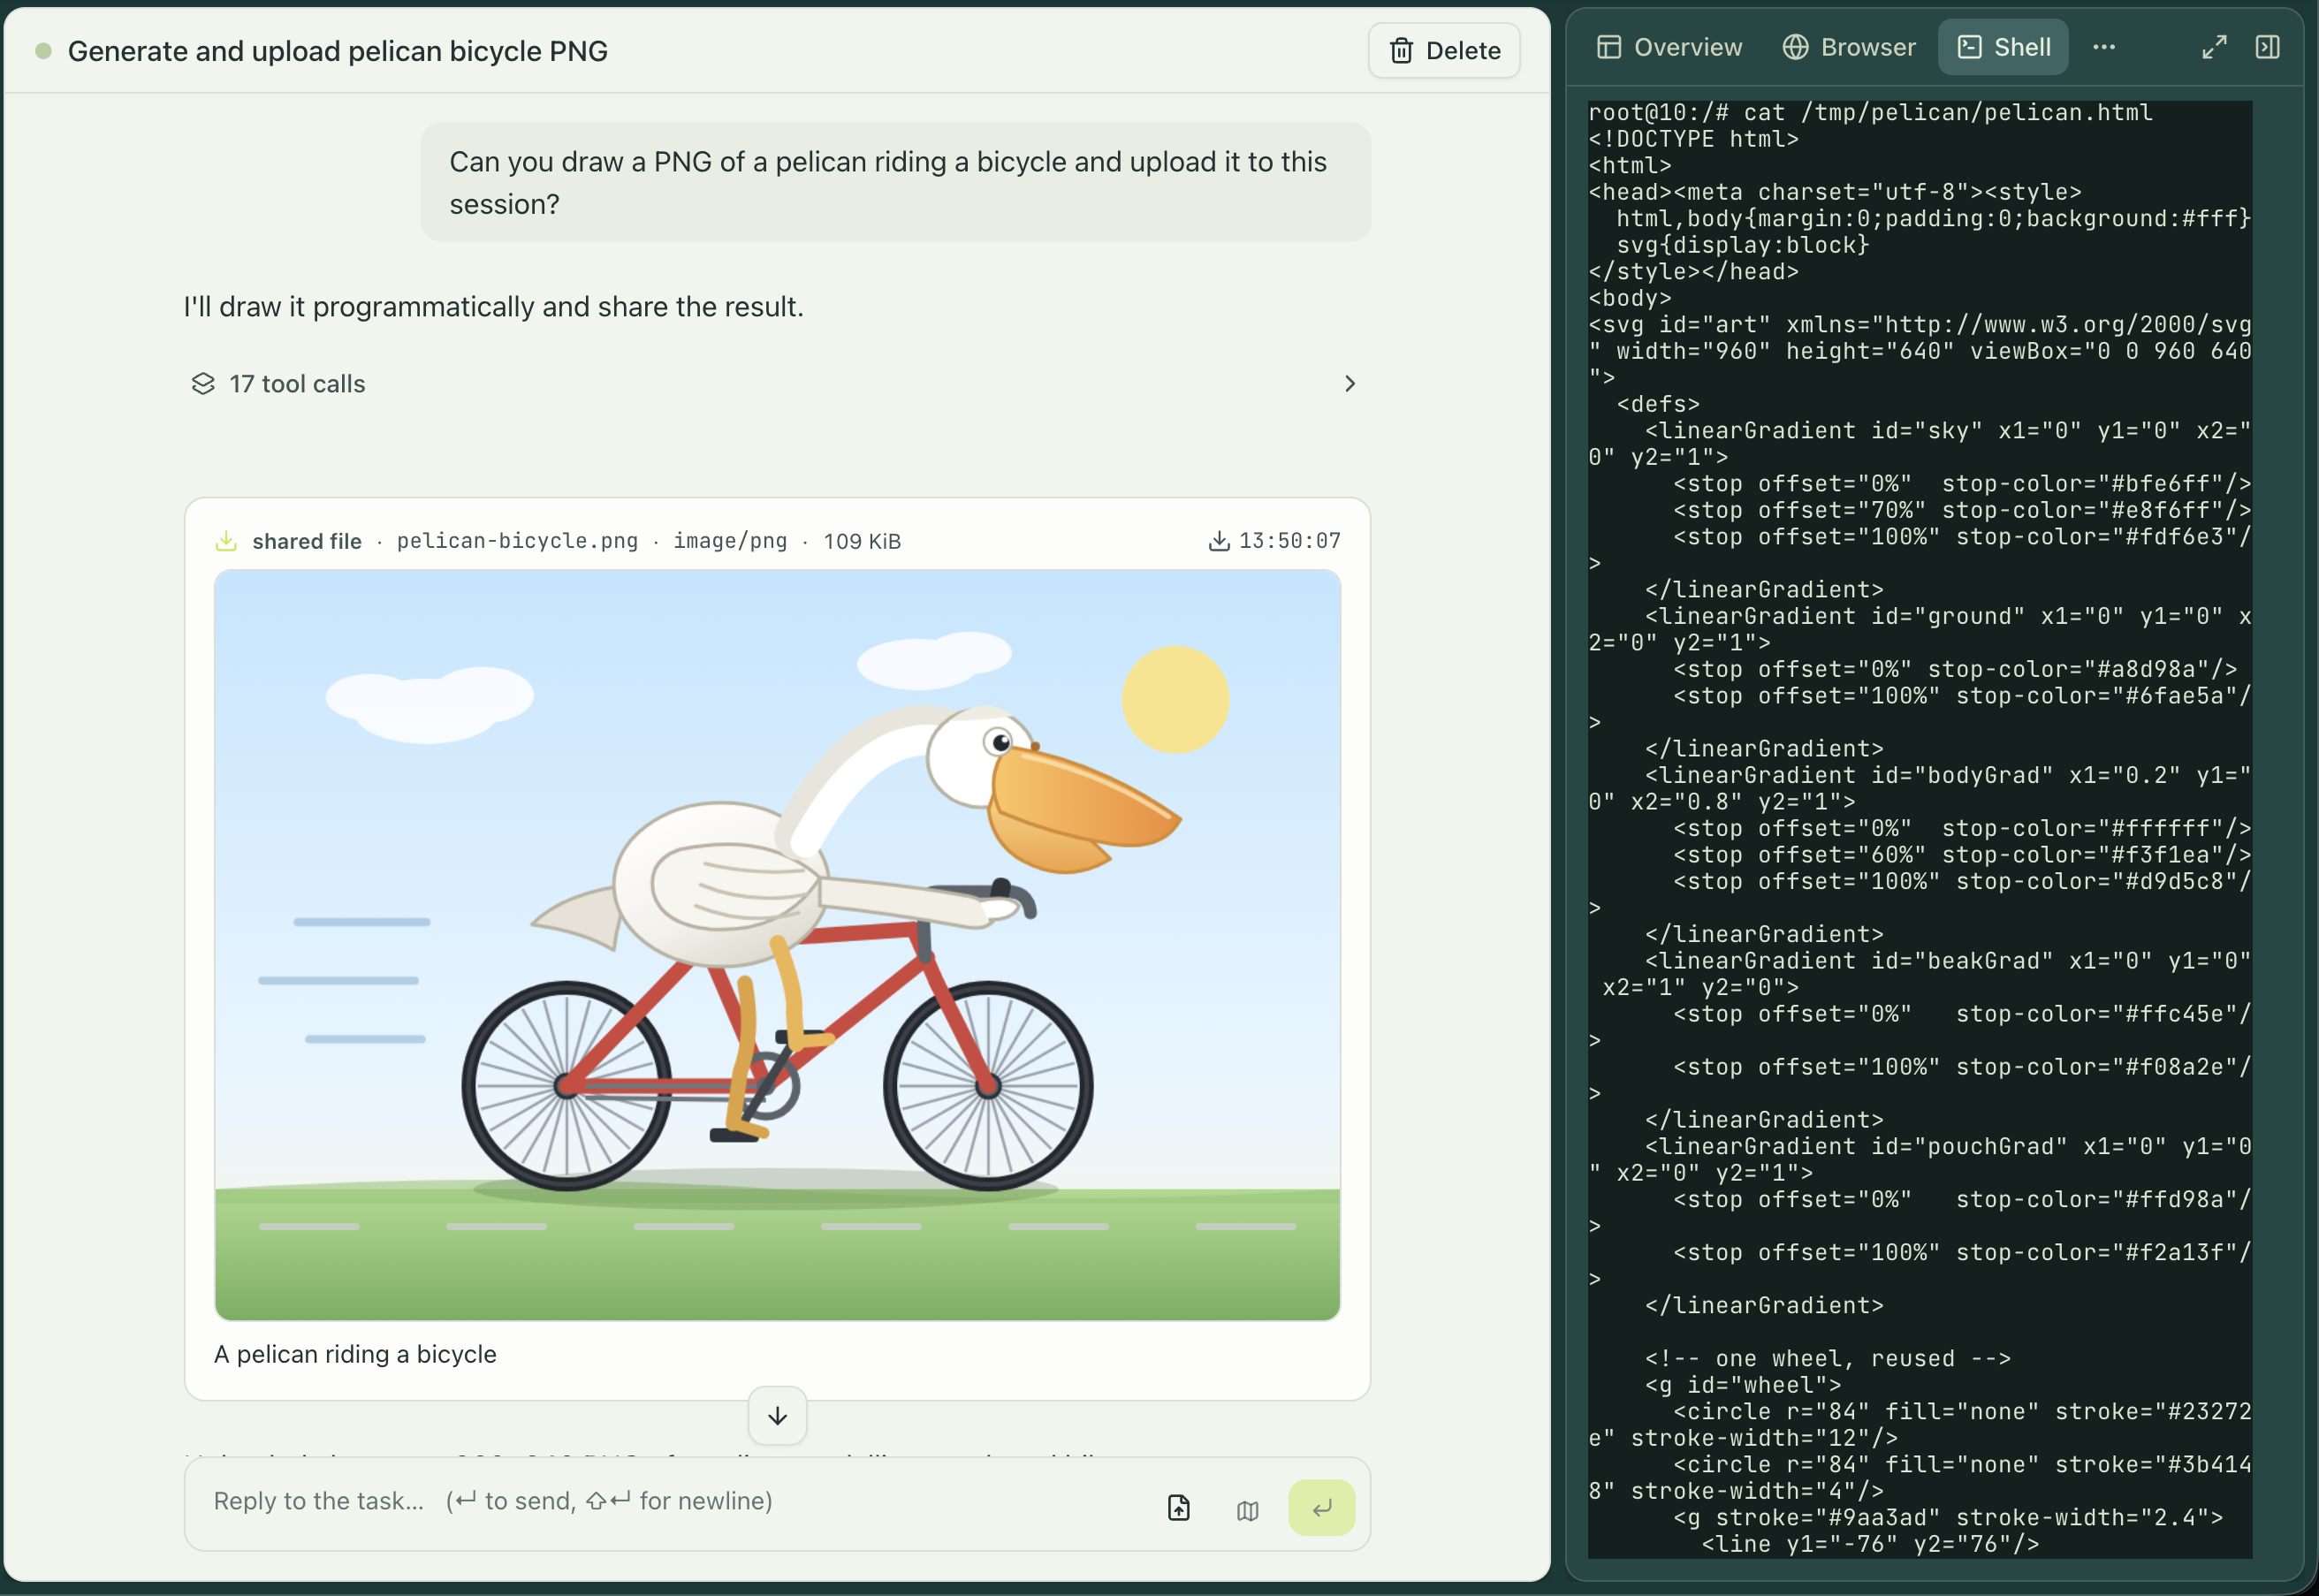 Generate and upload pelican bicycle PNG
Delete
Can you draw a PNG of a pelican riding a bicycle and upload it to this
session?
I'll draw it programmatically and share the result.
17 tool calls
shared file · pelican-bicycle.png · image/png · 109 KiB
13:50:07
A pelican riding a bicycle
Reply to the task... (↵ to send, ⇧↵ for newline)
Overview
Browser
Shell
root@10:/# cat /tmp/pelican/pelican.html
<!DOCTYPE html>
<html>
<head><meta charset="utf-8"><style>
  html,body{margin:0;padding:0;background:#fff}
  svg{display:block}
</style></head>
<body>
<svg id="art" xmlns="http://www.w3.org/2000/svg
" width="960" height="640" viewBox="0 0 960 640
">
  <defs>
    <linearGradient id="sky" x1="0" y1="0" x2="
0" y2="1">
      <stop offset="0%"  stop-color="#bfe6ff"/>
      <stop offset="70%" stop-color="#e8f6ff"/>
      <stop offset="100%" stop-color="#fdf6e3"/
>
    </linearGradient>
    <linearGradient id="ground" x1="0" y1="0" x
2="0" y2="1">
      <stop offset="0%" stop-color="#a8d98a"/>
      <stop offset="100%" stop-color="#6fae5a"/
>
    </linearGradient>
    <linearGradient id="bodyGrad" x1="0.2" y1="
0" x2="0.8" y2="1">
      <stop offset="0%"  stop-color="#ffffff"/>
      <stop offset="60%" stop-color="#f3f1ea"/>
      <stop offset="100%" stop-color="#d9d5c8"/
>
    </linearGradient>
    <linearGradient id="beakGrad" x1="0" y1="0"
 x2="1" y2="0">
      <stop offset="0%"   stop-color="#ffc45e"/
>
      <stop offset="100%" stop-color="#f08a2e"/
>
    </linearGradient>
    <linearGradient id="pouchGrad" x1="0" y1="0
" x2="0" y2="1">
      <stop offset="0%"   stop-color="#ffd98a"/
>
      <stop offset="100%" stop-color="#f2a13f"/
>
    </linearGradient>
    <!-- one wheel, reused -->
    <g id="wheel">
      <circle r="84" fill="none" stroke="#23272
e" stroke-width="12"/>
      <circle r="84" fill="none" stroke="#3b414
8" stroke-width="4"/>
      <g stroke="#9aa3ad" stroke-width="2.4">
        <line y1="-76" y2="76"/>